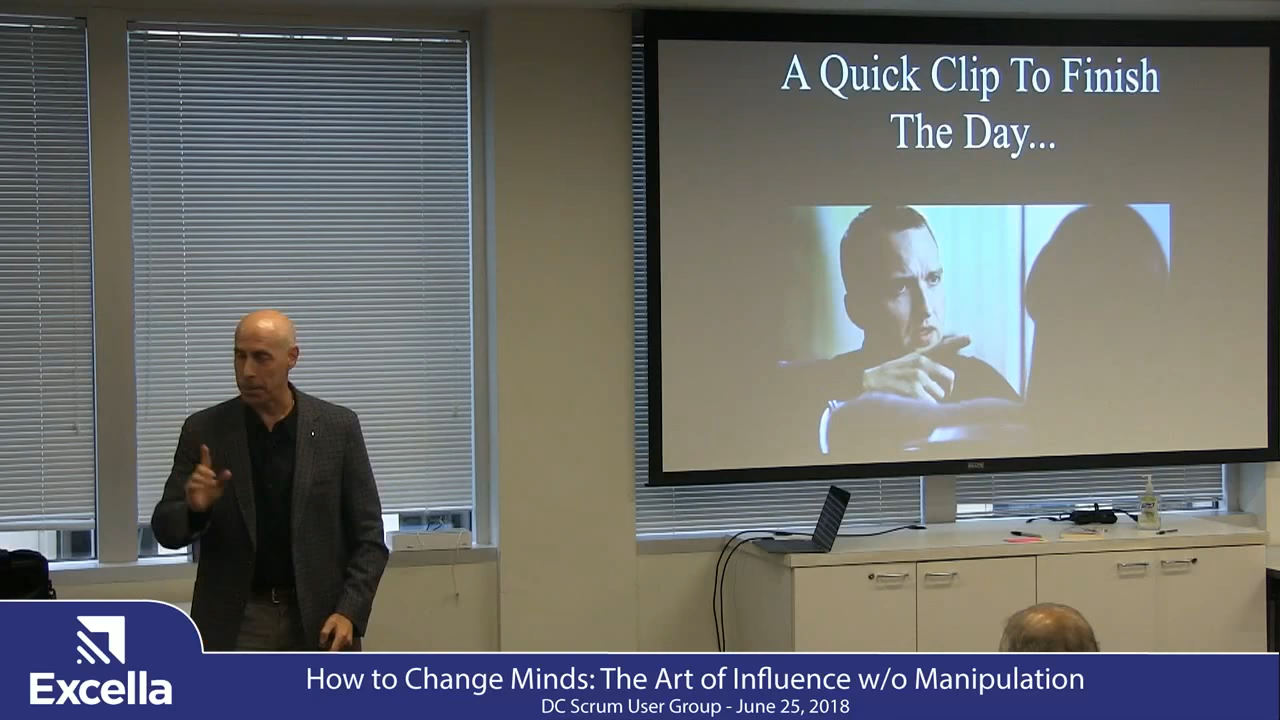 A Quick Clip To Finish
The Day...
Excella
How to Change Minds: The Art of Influence w/o Manipulation
DC Scrum User Group - June 25, 2018